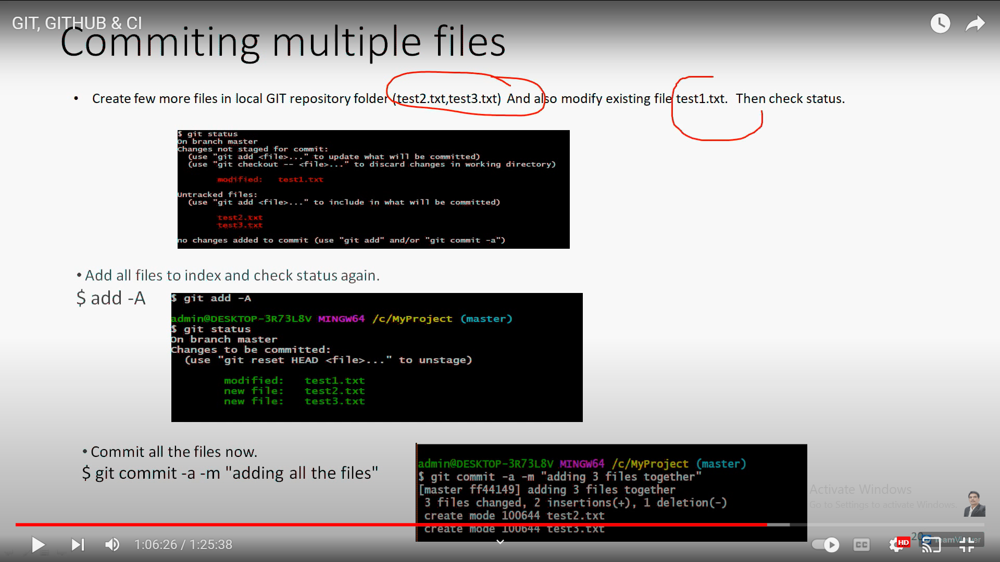 GIT, GITHUB & CI
Commiting multiple files
• Create few more files in local GIT repository folder (test2.txt,test3.txt) And also modify existing file test1.txt. Then check status.
$ git status
On branch master
Changes not staged for commit:
(use "git add <file>..." to update what will be committed)
(use "git checkout -- <file>..." to discard changes in working directory)
modified: test1.txt
Untracked files:
(use "git add <file>..." to include in what will be committed)
test2.txt
test3.txt
no changes added to commit (use "git add" and/or "git commit -a")
• Add all files to index and check status again.
$ add -A
$ git add -A
admin@DESKTOP-3R73L8V MINGW64 /c/MyProject (master)
$ git status
On branch master
Changes to be committed:
(use "git reset HEAD <file>..." to unstage)
modified: test1.txt
new file: test2.txt
new file: test3.txt
• Commit all the files now.
$ git commit -a -m "adding all the files"
admin@DESKTOP-3R73L8V MINGW64 /c/MyProject (master)
$ git commit -a -m "adding 3 files together"
[master ff44149] adding 3 files together
3 files changed, 2 insertions(+), 1 deletion(-)
create mode 100644 test2.txt
create mode 100644 test3.txt
Activate Windows
Go to Settings to activate Windows.
20
TeamViewer
1:06:26 / 1:25:38
CC
HD